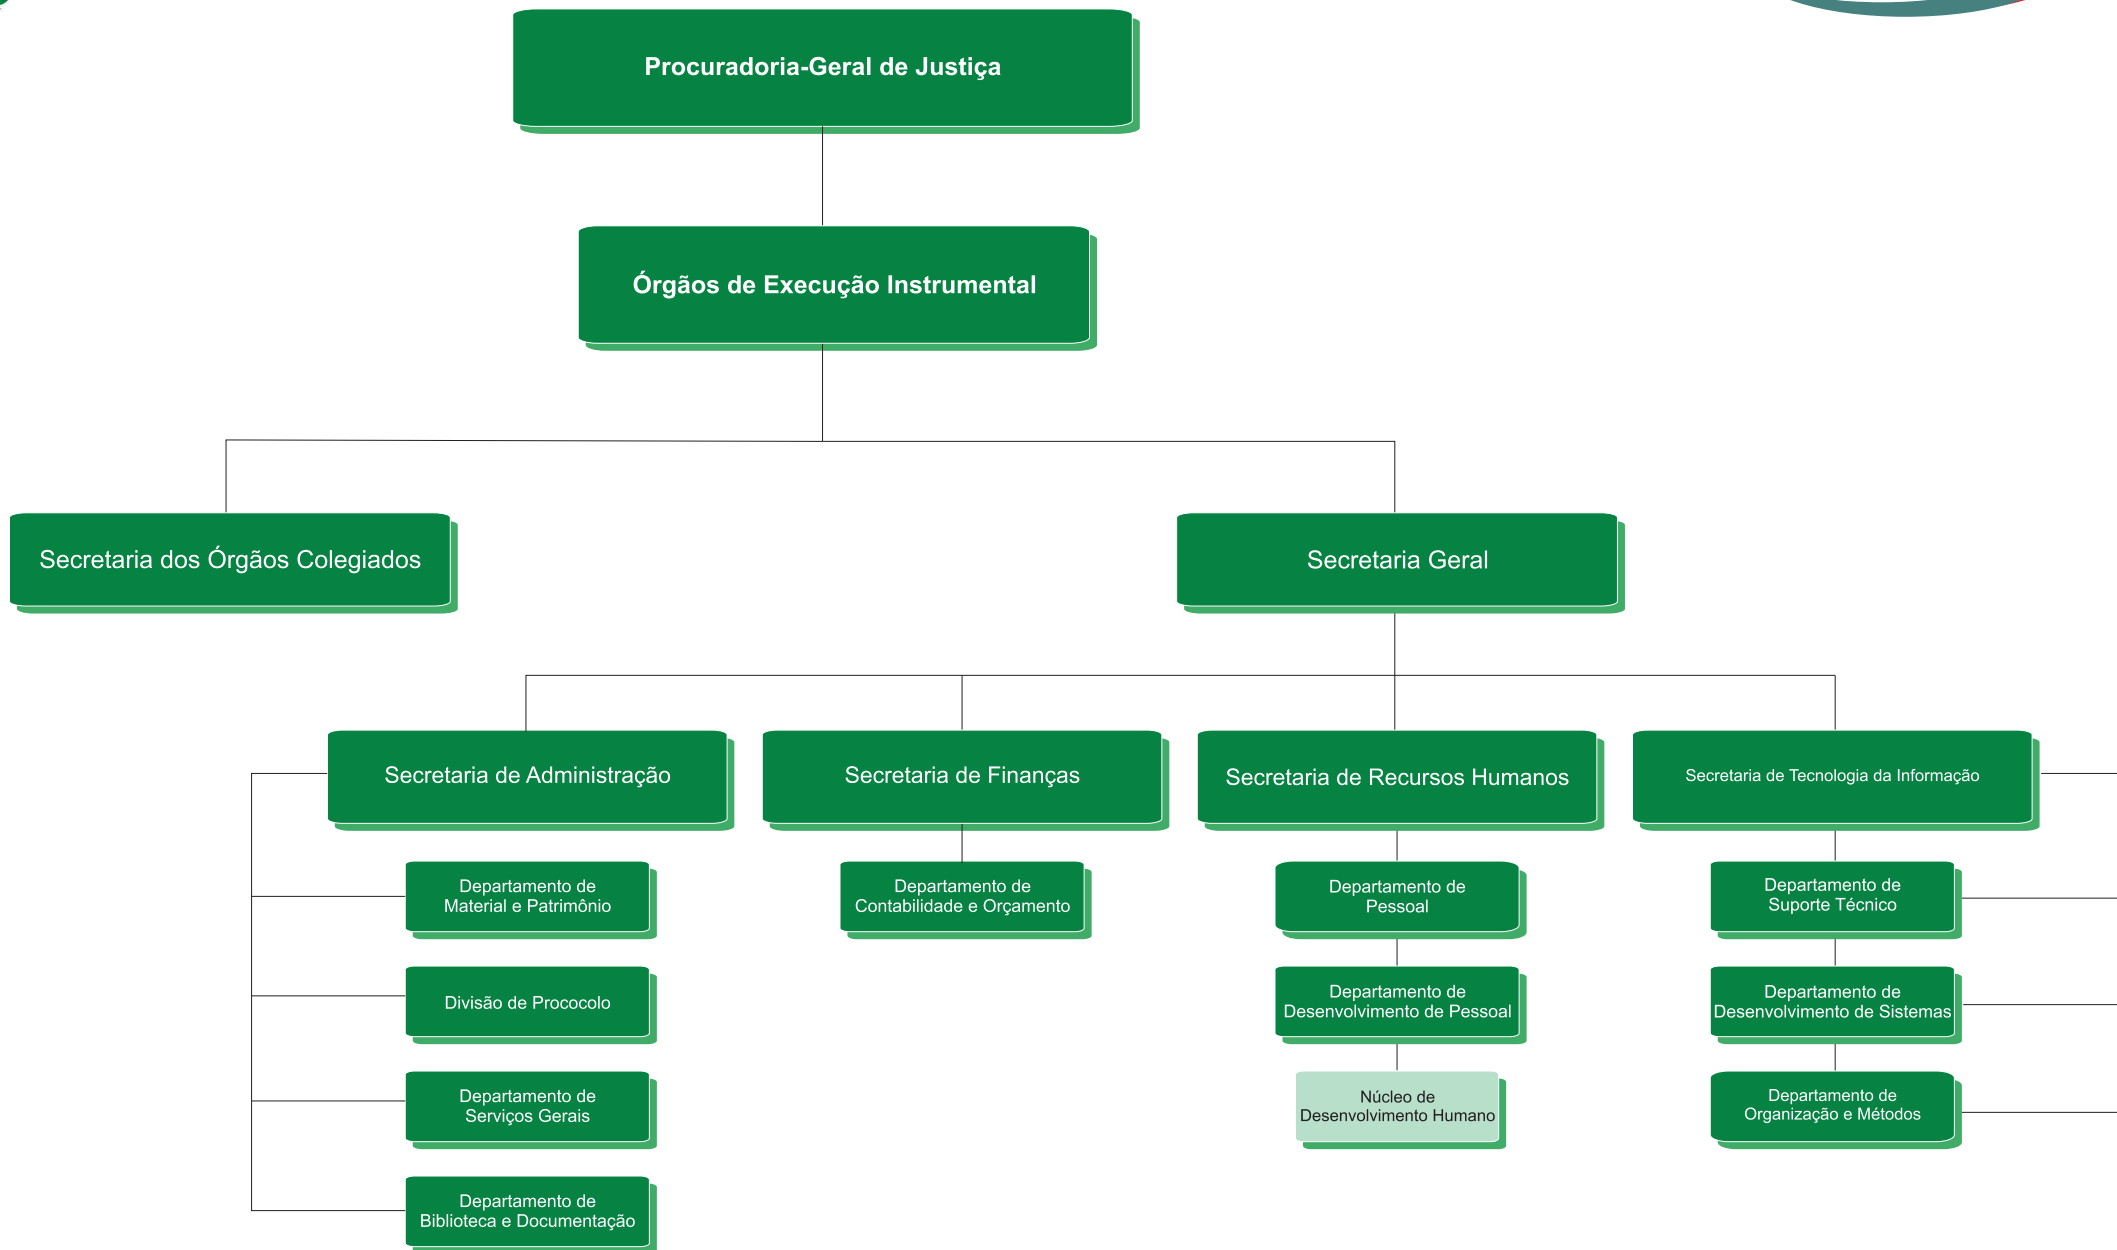 Procuradoria-Geral de Justiça
Órgãos de Execução Instrumental
Secretaria dos Órgãos Colegiados
Secretaria Geral
Secretaria de Administração
Secretaria de Finanças
Secretaria de Recursos Humanos
Secretaria de Tecnologia da Informação
Departamento de
Material e Patrimônio
Departamento de
Contabilidade e Orçamento
Departamento de
Pessoal
Departamento de
Suporte Técnico
Divisão de Prococolo
Departamento de
Desenvolvimento de Pessoal
Departamento de
Desenvolvimento de Sistemas
Departamento de
Serviços Gerais
Núcleo de
Desenvolvimento Humano
Departamento de
Organização e Métodos
Departamento de
Biblioteca e Documentação